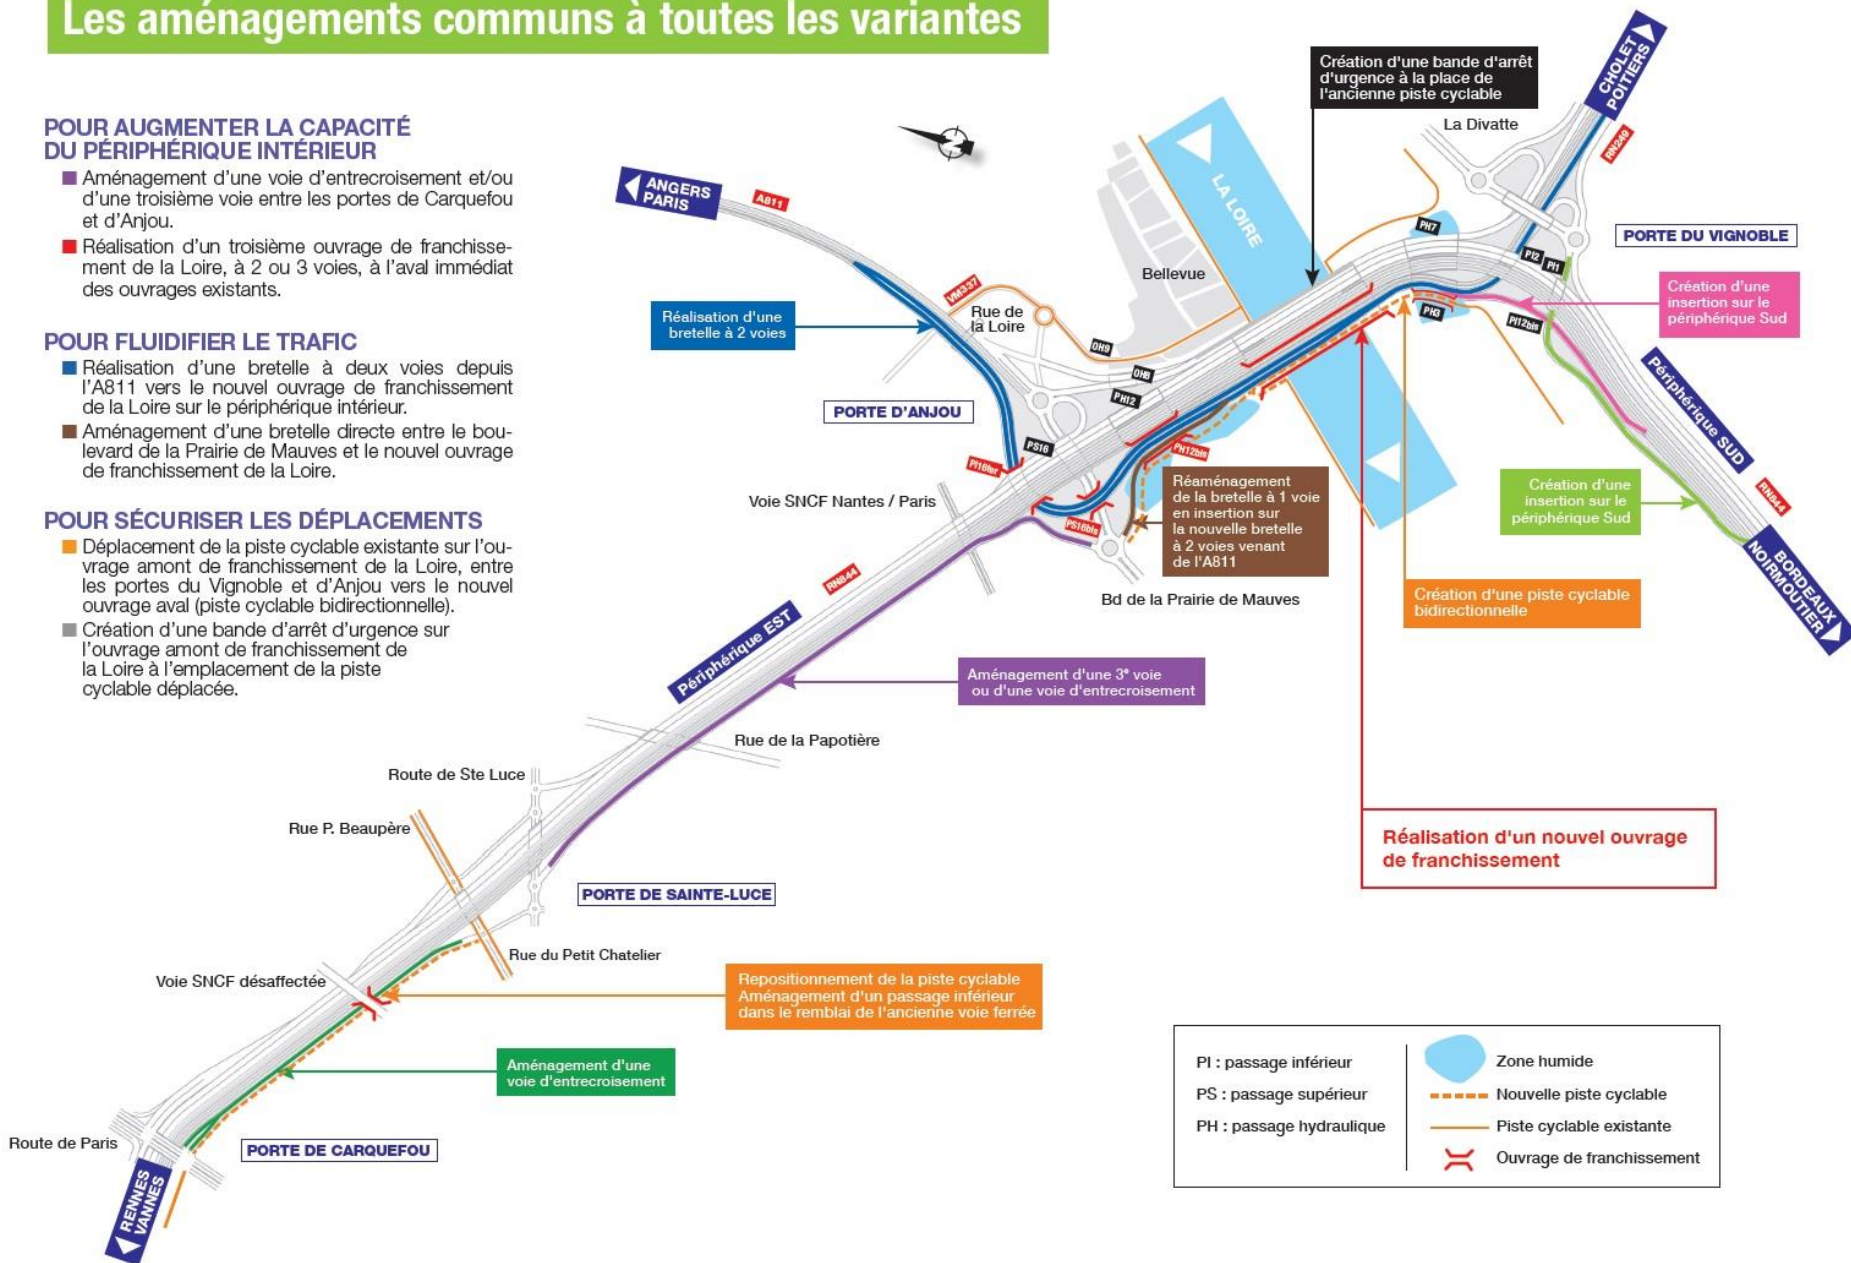 Les aménagements communs à toutes les variantes
POUR AUGMENTER LA CAPACITÉ
DU PÉRIPHÉRIQUE INTÉRIEUR
Aménagement d'une voie d'entrecroisement et/ou
d'une troisième voie entre les portes de Carquefou
et d'Anjou.
Réalisation d'un troisième ouvrage de franchisse-
ment de la Loire, à 2 ou 3 voies, à l'aval immédiat
des ouvrages existants.
POUR FLUIDIFIER LE TRAFIC
Réalisation d'une bretelle à deux voies depuis
l'A811 vers le nouvel ouvrage de franchissement
de la Loire sur le périphérique intérieur.
Aménagement d'une bretelle directe entre le bou-
levard de la Prairie de Mauves et le nouvel ouvrage
de franchissement de la Loire.
POUR SÉCURISER LES DÉPLACEMENTS
Déplacement de la piste cyclable existante sur l'ou-
vrage amont de franchissement de la Loire, entre
les portes du Vignoble et d'Anjou vers le nouvel
ouvrage aval (piste cyclable bidirectionnelle).
Création d'une bande d'arrêt d'urgence sur
l'ouvrage amont de franchissement de
la Loire à l'emplacement de la piste
cyclable déplacée.
Création d'une bande d'arrêt
d'urgence à la place de
l'ancienne piste cyclable
CHOLET
POITIERS
RN249
La Divatte
N
ANGERS
PARIS
A811
LA LOIRE
Bellevue
PH7
PI2
PI1
PORTE DU VIGNOBLE
Création d'une
insertion sur le
périphérique Sud
VM337
Rue de
la Loire
Réalisation d'une
bretelle à 2 voies
OH9
OH8
PH12
PH3
PI12bis
PORTE D'ANJOU
PS16
PI16ter
PH12bis
PS16bis
Périphérique SUD
RN844
Voie SNCF Nantes / Paris
Réaménagement
de la bretelle à 1 voie
en insertion sur
la nouvelle bretelle
à 2 voies venant
de l'A811
Création d'une
insertion sur le
périphérique Sud
BORDEAUX
NOIRMOUTIER
Création d'une piste cyclable
bidirectionnelle
Bd de la Prairie de Mauves
RN844
Périphérique EST
Aménagement d'une 3e voie
ou d'une voie d'entrecroisement
Rue de la Papotière
Route de Ste Luce
Rue P. Beaupère
Réalisation d'un nouvel ouvrage
de franchissement
PORTE DE SAINTE-LUCE
Rue du Petit Chatelier
Voie SNCF désaffectée
Repositionnement de la piste cyclable
Aménagement d'un passage inférieur
dans le remblai de l'ancienne voie ferrée
Aménagement d'une
voie d'entrecroisement
Route de Paris
PORTE DE CARQUEFOU
RENNES
VANNES
PI : passage inférieur
PS : passage supérieur
PH : passage hydraulique
Zone humide
Nouvelle piste cyclable
Piste cyclable existante
Ouvrage de franchissement